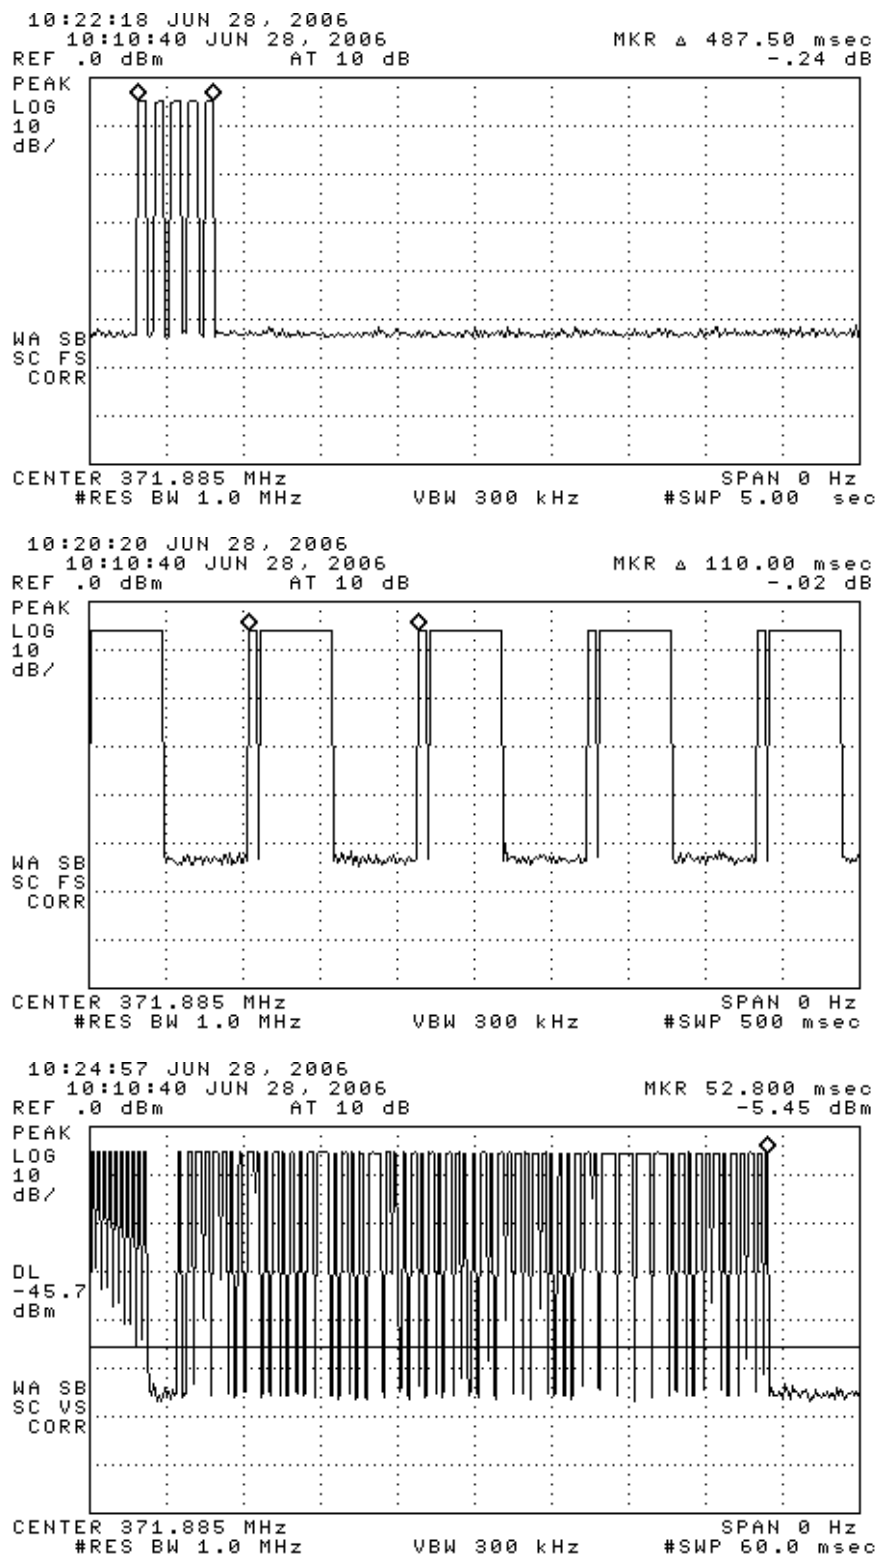 10:22:18 JUN 28, 2006
10:10:40 JUN 28, 2006 MKR Δ 487.50 msec
REF .0 dBm AT 10 dB -.24 dB
PEAK
LOG
10
dB/
WA SB
SC FS
CORR
CENTER 371.885 MHz SPAN 0 Hz
#RES BW 1.0 MHz VBW 300 kHz #SWP 5.00 sec
10:20:20 JUN 28, 2006
10:10:40 JUN 28, 2006 MKR Δ 110.00 msec
REF .0 dBm AT 10 dB -.02 dB
PEAK
LOG
10
dB/
WA SB
SC FS
CORR
CENTER 371.885 MHz SPAN 0 Hz
#RES BW 1.0 MHz VBW 300 kHz #SWP 500 msec
10:24:57 JUN 28, 2006
10:10:40 JUN 28, 2006 MKR 52.800 msec
REF .0 dBm AT 10 dB -5.45 dBm
PEAK
LOG
10
dB/
DL
-45.7
dBm
WA SB
SC VS
CORR
CENTER 371.885 MHz SPAN 0 Hz
#RES BW 1.0 MHz VBW 300 kHz #SWP 60.0 msec